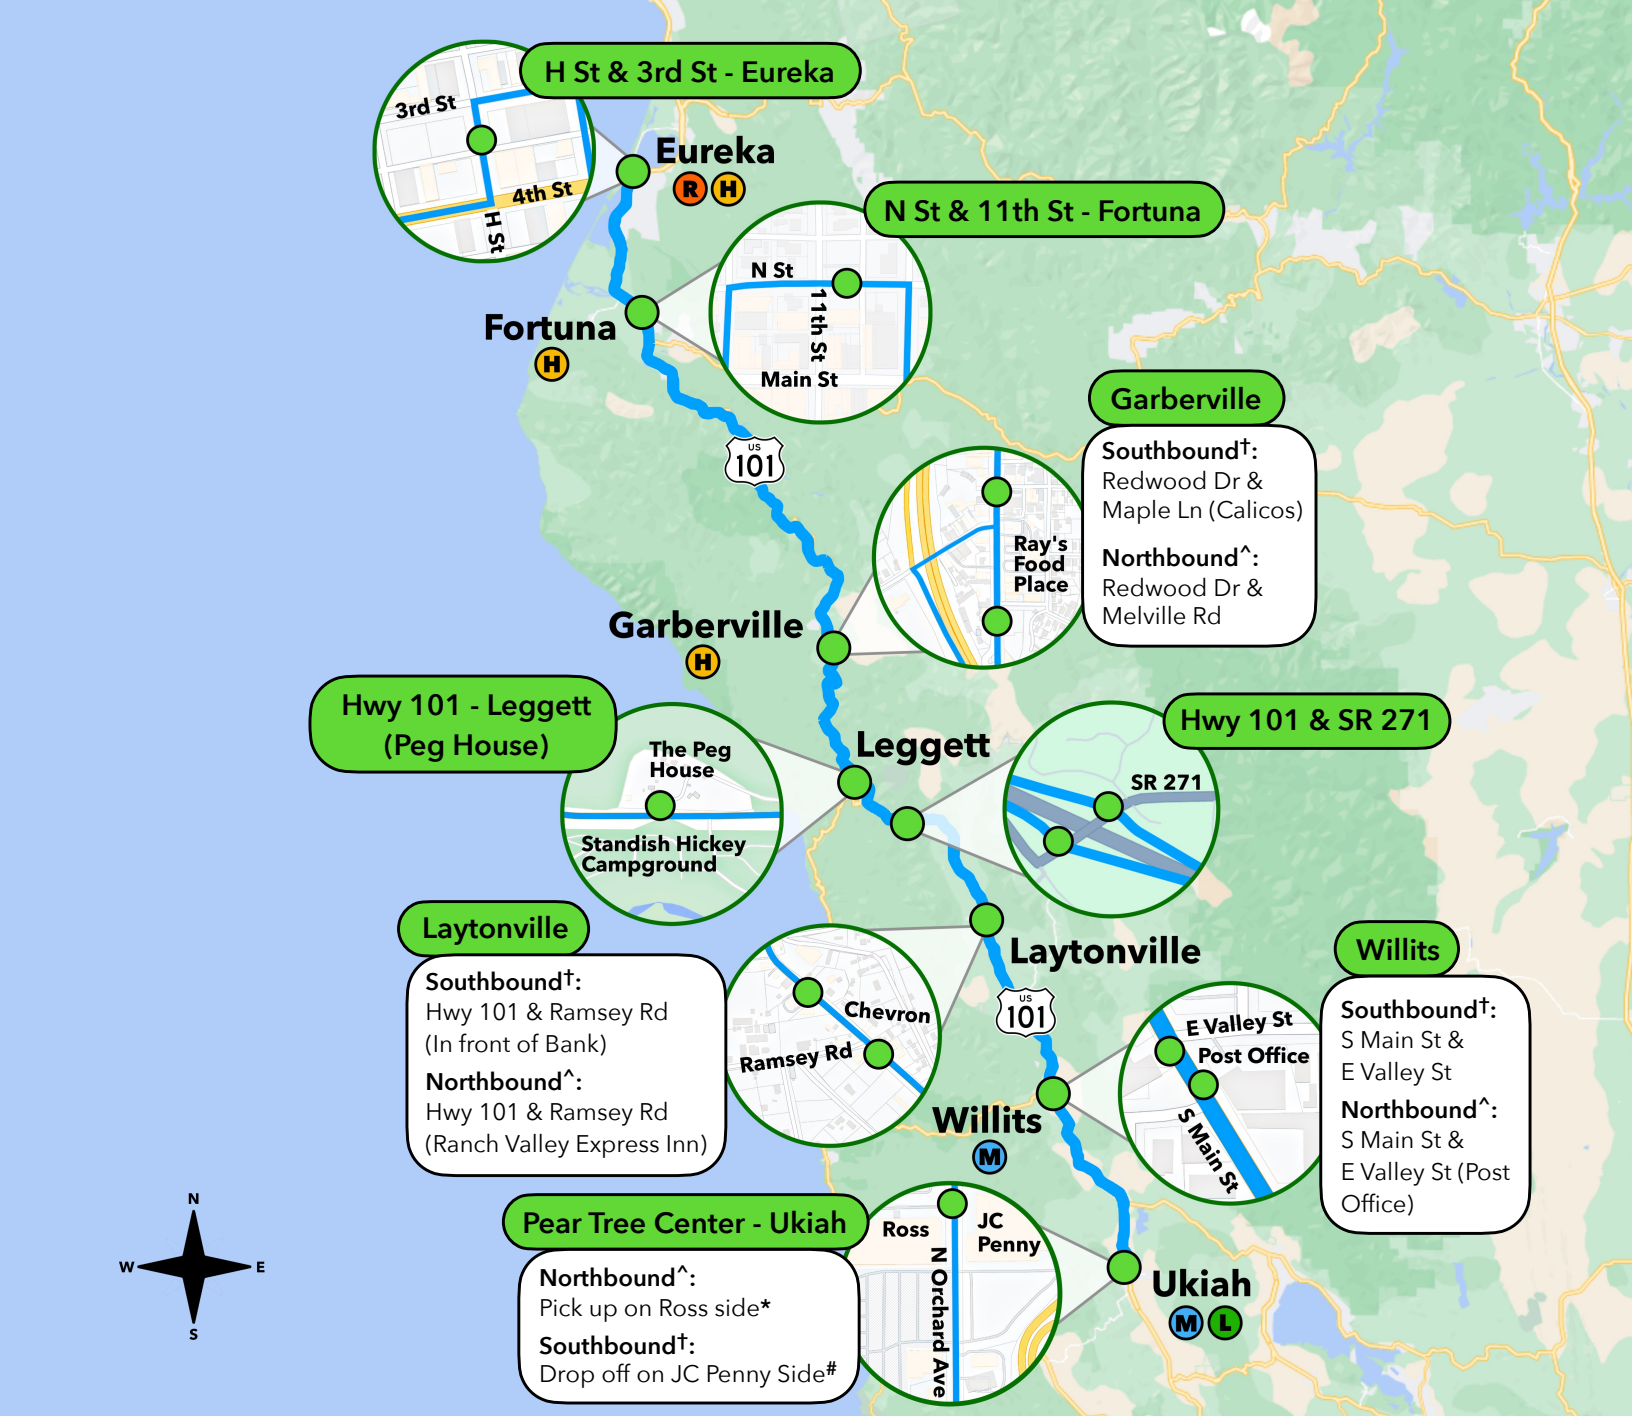 H St & 3rd St - Eureka
3rd St
4th St
H St
Eureka
R H
N St & 11th St - Fortuna
N St
11th St
Main St
Fortuna
H
US
101
Garberville
Southbound†:
Redwood Dr &
Maple Ln (Calicos)
Northbound^:
Redwood Dr &
Melville Rd
Ray's
Food
Place
Garberville
H
Hwy 101 - Leggett
(Peg House)
The Peg
House
Standish Hickey
Campground
Leggett
Hwy 101 & SR 271
SR 271
Laytonville
Southbound†:
Hwy 101 & Ramsey Rd
(In front of Bank)
Northbound^:
Hwy 101 & Ramsey Rd
(Ranch Valley Express Inn)
Chevron
Ramsey Rd
Laytonville
US
101
Willits
Southbound†:
S Main St &
E Valley St
Northbound^:
S Main St &
E Valley St (Post
Office)
E Valley St
Post Office
S Main St
Willits
M
Pear Tree Center - Ukiah
Northbound^:
Pick up on Ross side*
Southbound†:
Drop off on JC Penny Side#
Ross
JC
Penny
N Orchard Ave
Ukiah
M L
N
W E
S